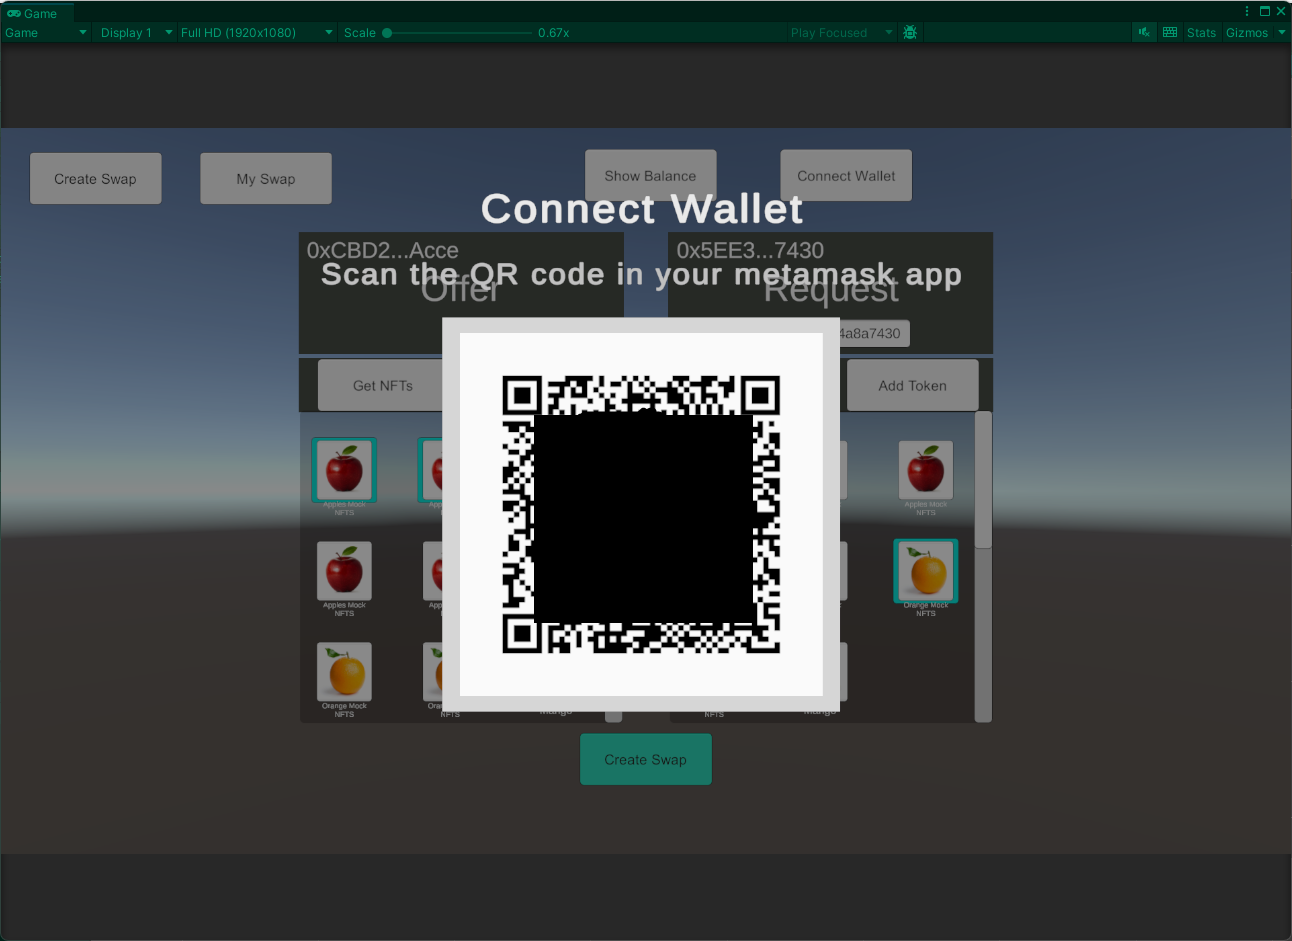 Game
Game
Display 1
Full HD (1920x1080)
Scale
0.67x
Play Focused
Stats
Gizmos
Create Swap
My Swap
Show Balance
Connect Wallet
Connect Wallet
0xCBD2...Acce
0x5EE3...7430
Scan the QR code in your metamask app
Offer
Request
4a8a7430
Get NFTs
Add Token
Apples Mock
NFTS
Apples Mock
NFTS
Apples Mock
NFTS
Orange Mock
NFTS
Orange Mock
NFTS
NFTS
Mango
NFTS
Mango
Create Swap